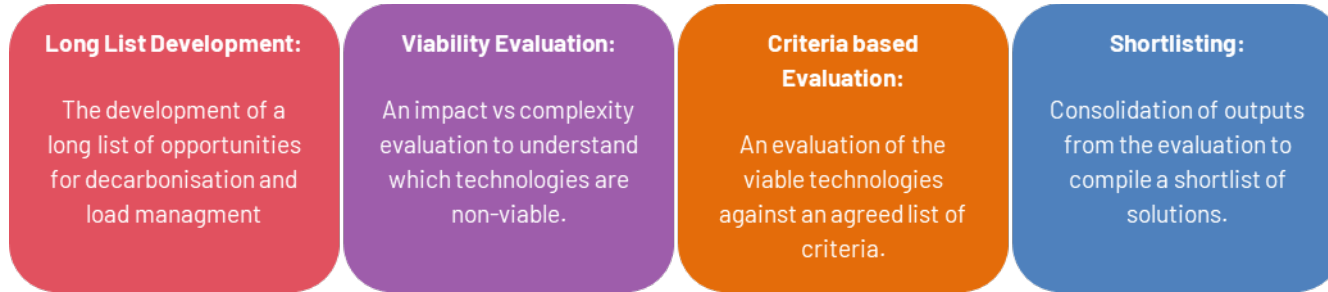 Long List Development:
The development of a
long list of opportunities
for decarbonisation and
load managment
Viability Evaluation:
An impact vs complexity
evaluation to understand
which technologies are
non-viable.
Criteria based
Evaluation:
An evaluation of the
viable technologies
against an agreed list of
criteria.
Shortlisting:
Consolidation of outputs
from the evaluation to
compile a shortlist of
solutions.